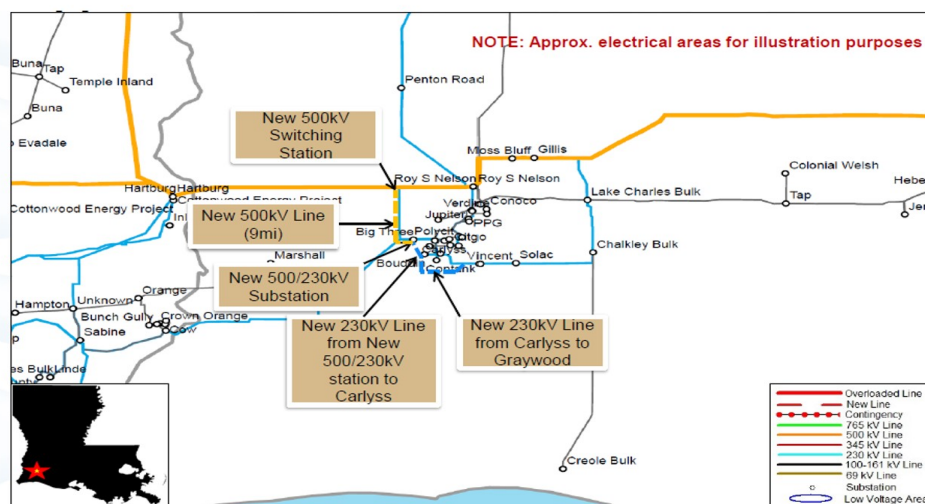 NOTE: Approx. electrical areas for illustration purposes
Buna
Tap
Temple Inland
Buna
Evadale
Penton Road
New 500kV
Switching
Station
Moss Bluff
Gillis
Colonial Welsh
Roy S Nelson
Roy S Nelson
Hartburg
Hartburg
Cottonwood Energy Project
Cottonwood Energy Project
Lake Charles Bulk
Tap
Hebe
Jer
Verdine
Conoco
Jupiter
PPG
New 500kV Line
(9mi)
Big Three
Polycit
Citgo
Carlyss
Chalkley Bulk
Marshall
Vincent
Solac
Contank
New 500/230kV
Substation
Orange
Unknown
Hampton
Bunch Gully
Crown Orange
Cow
Sabine
New 230kV Line
from New
500/230kV
station to
Carlyss
New 230kV Line
from Carlyss to
Graywood
es Bulk
Linde
Creole Bulk
Overloaded Line
New Line
Contingency
765 kV Line
500 kV Line
345 kV Line
230 kV Line
100-161 kV Line
69 kV Line
Substation
Low Voltage Area